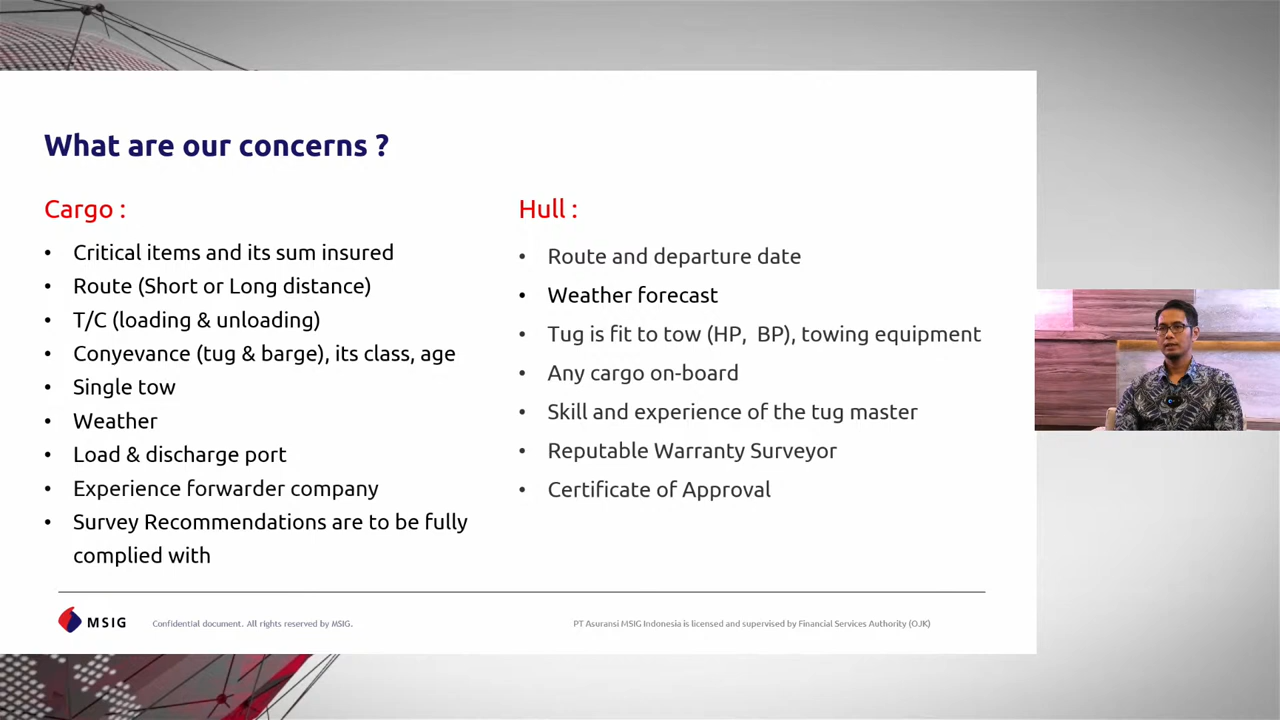 What are our concerns ?
Cargo :
• Critical items and its sum insured
• Route (Short or Long distance)
• T/C (loading & unloading)
• Conyevance (tug & barge), its class, age
• Single tow
• Weather
• Load & discharge port
• Experience forwarder company
• Survey Recommendations are to be fully
complied with
Hull :
• Route and departure date
• Weather forecast
• Tug is fit to tow (HP, BP), towing equipment
• Any cargo on-board
• Skill and experience of the tug master
• Reputable Warranty Surveyor
• Certificate of Approval
MSIG
Confidential document. All rights reserved by MSIG.
PT Asuransi MSIG Indonesia is licensed and supervised by Financial Services Authority (OJK)